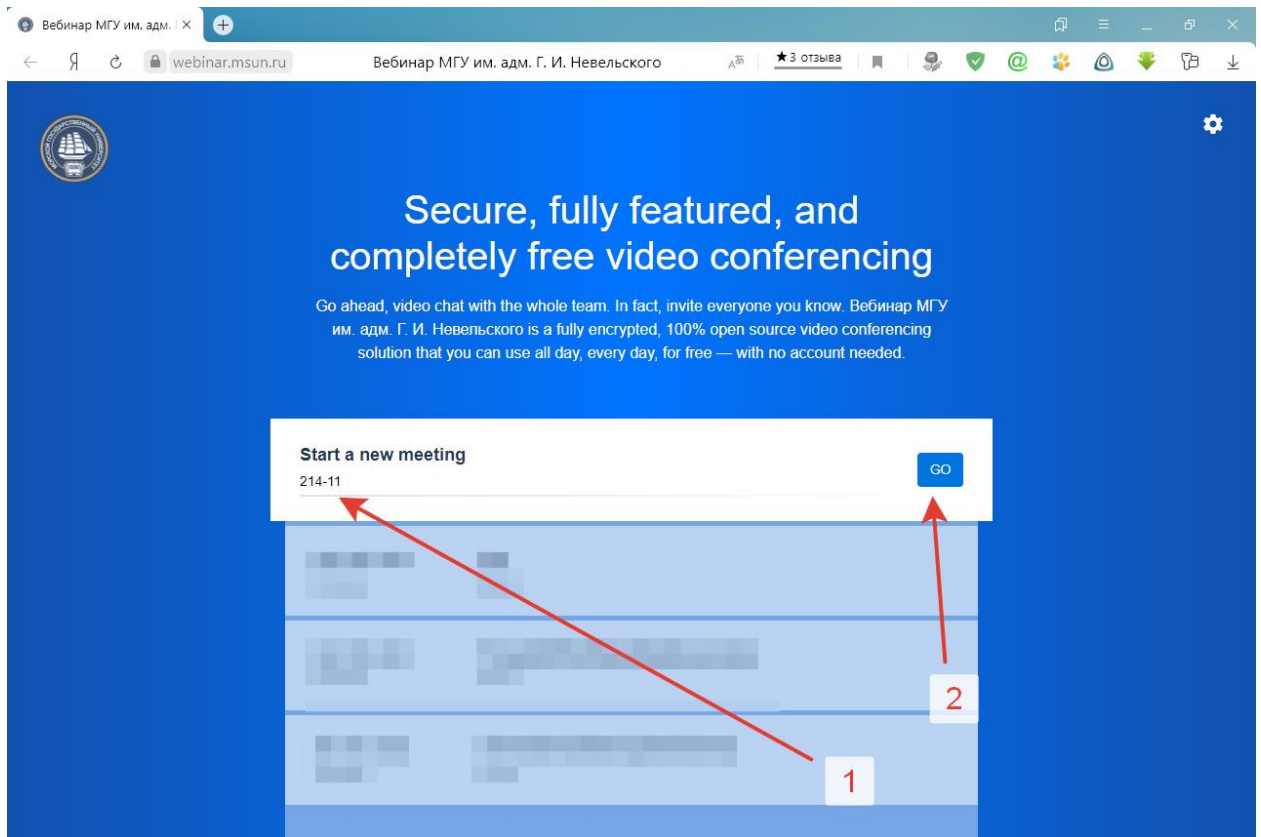 Вебинар МГУ им. адм.
webinar.msun.ru
Вебинар МГУ им. адм. Г. И. Невельского
★3 отзыва
МОРСКОЙ ГОСУДАРСТВЕННЫЙ УНИВЕРСИТЕТ
Secure, fully featured, and
completely free video conferencing
Go ahead, video chat with the whole team. In fact, invite everyone you know. Вебинар МГУ
им. адм. Г. И. Невельского is a fully encrypted, 100% open source video conferencing
solution that you can use all day, every day, for free — with no account needed.
Start a new meeting
214-11
GO
2
1